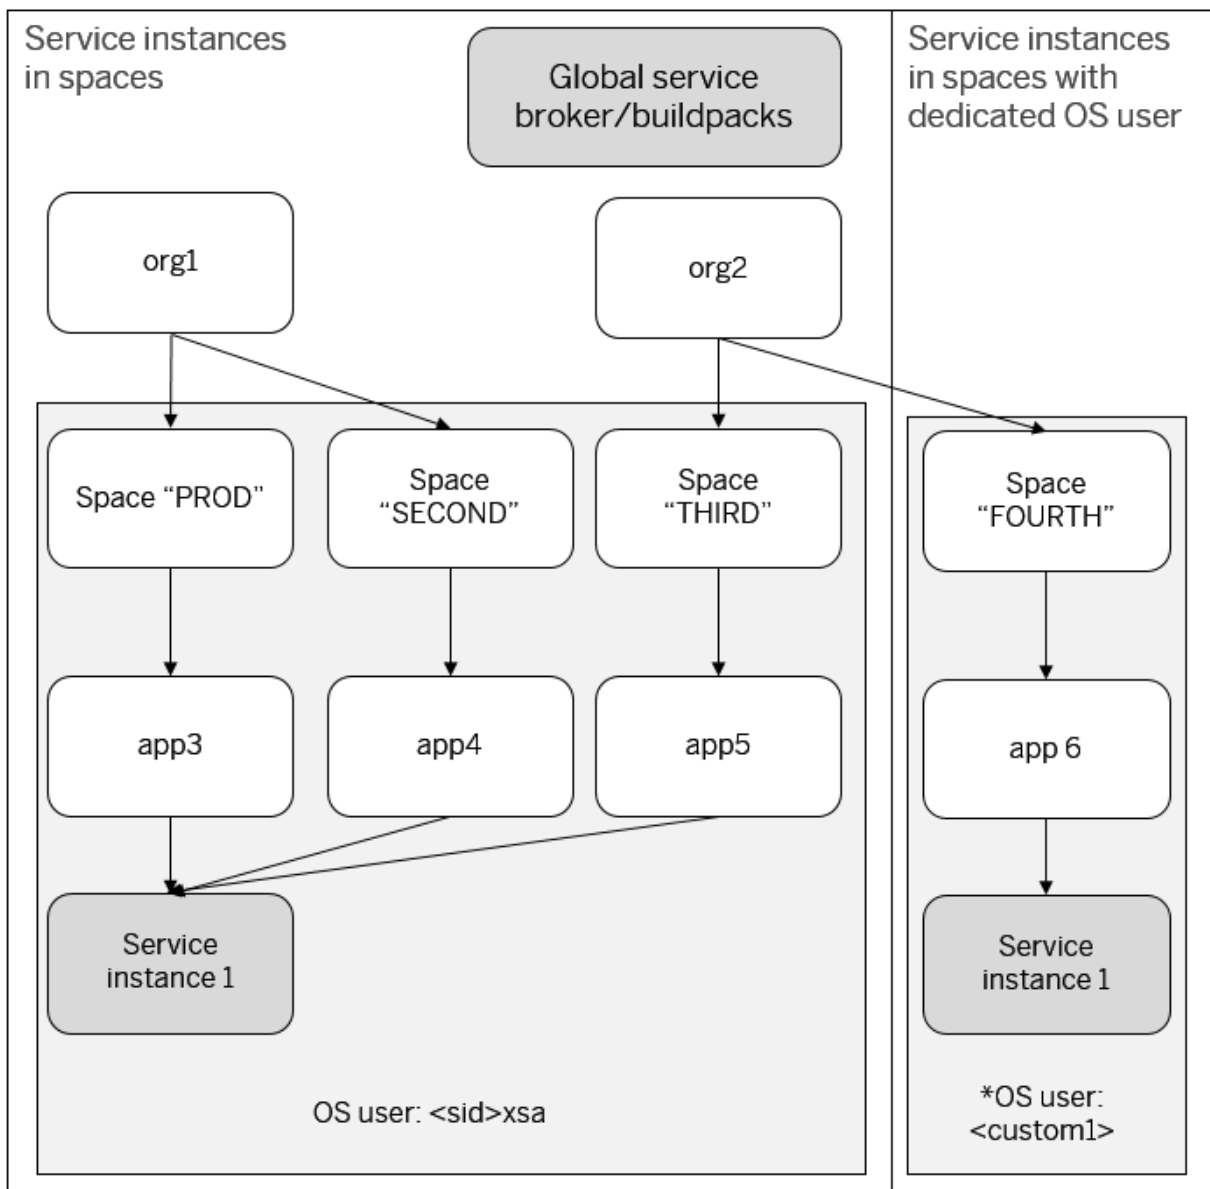 Service instances
in spaces
Global service
broker/buildpacks
Service instances
in spaces with
dedicated OS user
org1
org2
Space “PROD”
Space
“SECOND”
Space
“THIRD”
Space
“FOURTH”
app3
app4
app5
app 6
Service
instance 1
Service
instance 1
OS user: <sid>xsa
*OS user:
<custom1>